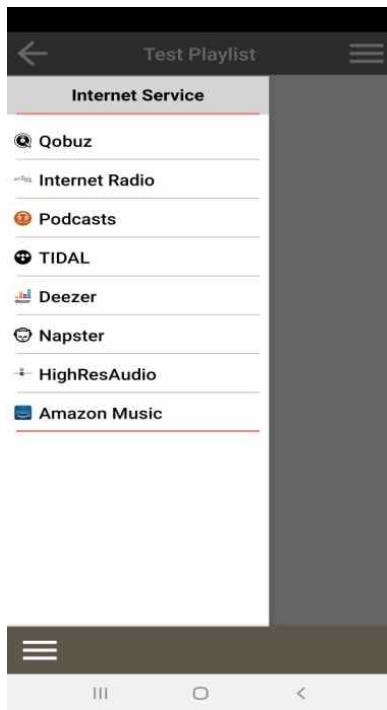 Test Playlist
Internet Service
Qobuz
Internet Radio
Podcasts
TIDAL
Deezer
Napster
HighResAudio
Amazon Music